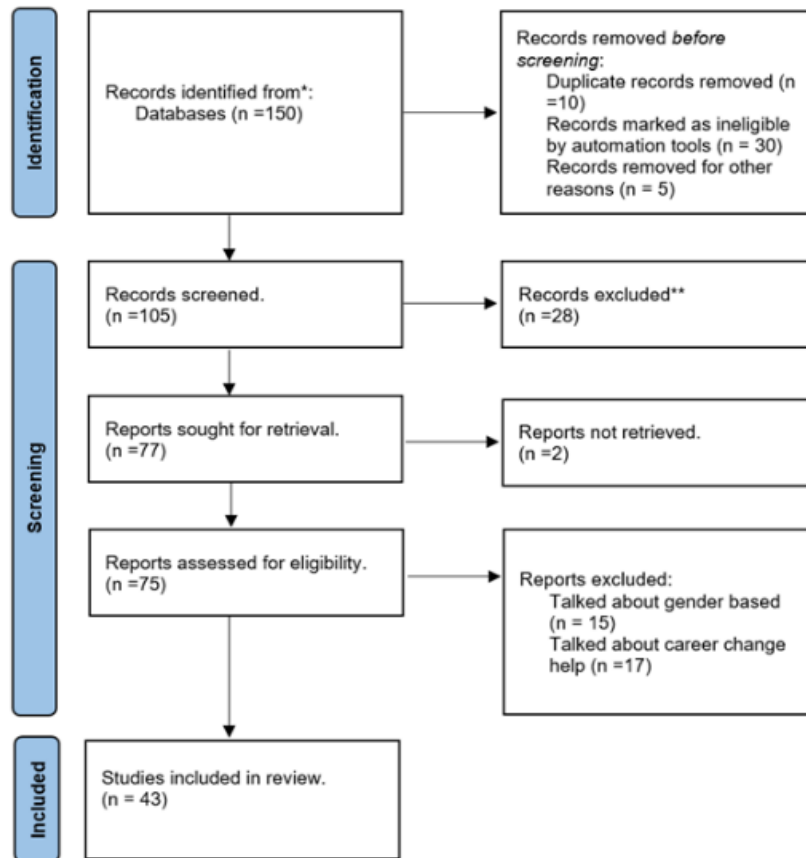 Identification
Records identified from*:
Databases (n =150)
Records removed before
screening:
Duplicate records removed (n
=10)
Records marked as ineligible
by automation tools (n = 30)
Records removed for other
reasons (n = 5)
Screening
Records screened.
(n =105)
Records excluded**
(n =28)
Reports sought for retrieval.
(n =77)
Reports not retrieved.
(n =2)
Reports assessed for eligibility.
(n =75)
Reports excluded:
Talked about gender based
(n = 15)
Talked about career change
help (n =17)
Included
Studies included in review.
(n = 43)